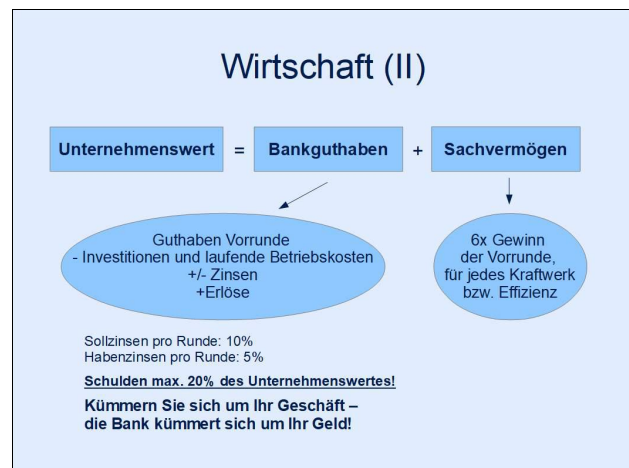 Wirtschaft (II)
Unternehmenswert = Bankguthaben + Sachvermögen
Guthaben Vorrunde
- Investitionen und laufende Betriebskosten
+/- Zinsen
+Erlöse
6x Gewinn
der Vorrunde,
für jedes Kraftwerk
bzw. Effizienz
Sollzinsen pro Runde: 10%
Habenzinsen pro Runde: 5%
Schulden max. 20% des Unternehmenswertes!
Kümmern Sie sich um Ihr Geschäft –
die Bank kümmert sich um Ihr Geld!